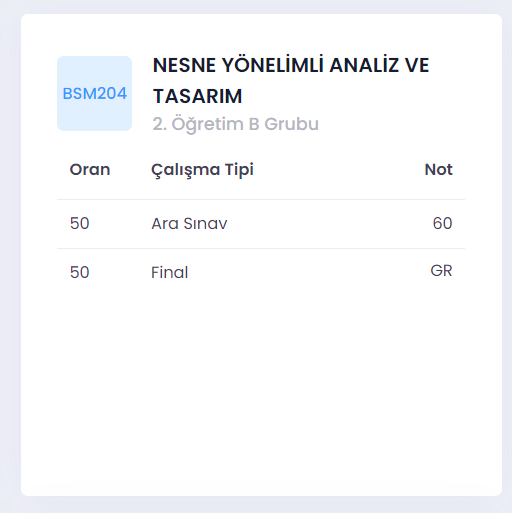 BSM204
NESNE YÖNELİMLİ ANALİZ VE
TASARIM
2. Öğretim B Grubu
Oran Çalışma Tipi Not
50 Ara Sınav 60
50 Final GR